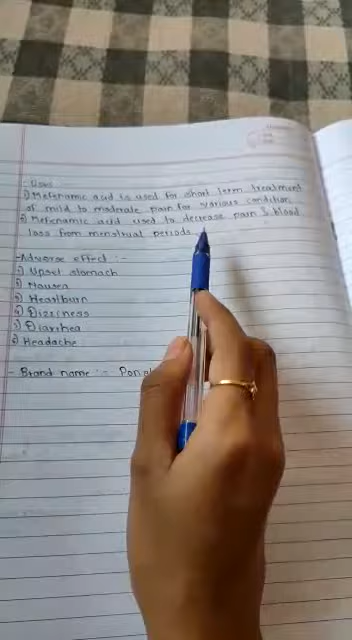 - Uses
1) Mefenamic acid is used for short term treatment
of mild to moderate pain for various condition.
2) Mefenamic acid used to decrease pain & blood
loss from menstrual periods.
- Adverse effect :-
1) Upset stomach
2) Nausea
3) Heartburn
4) Dizziness
5) Diarrhea
6) Headache
- Brand name :- Pon